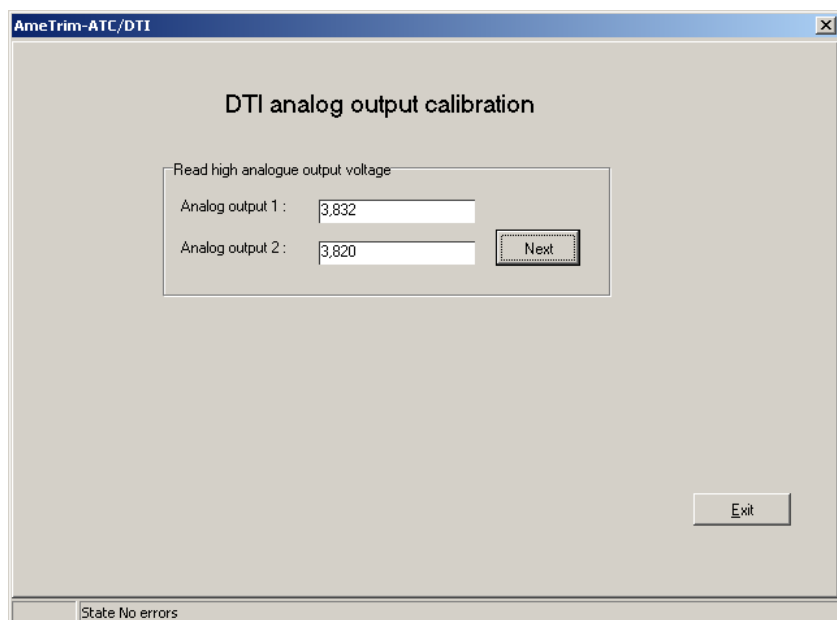 AmeTrim-ATC/DTI
DTI analog output calibration
Read high analogue output voltage
Analog output 1 : 3,832
Analog output 2 : 3,820
Next
Exit
State No errors